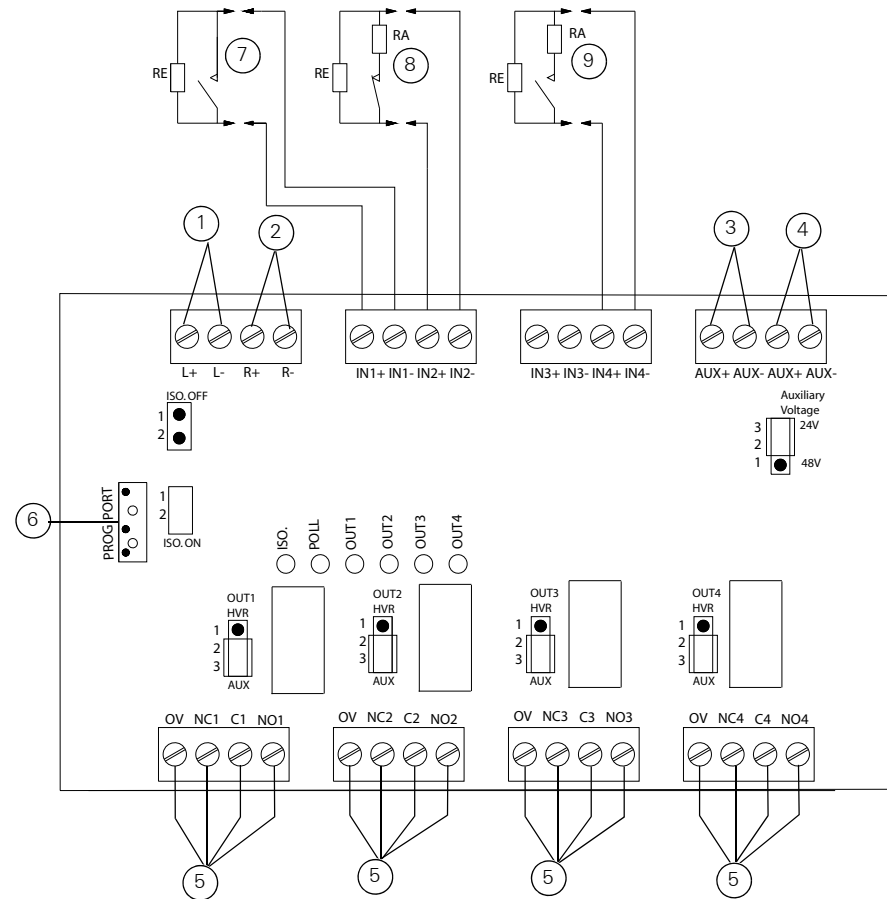 7
8
9
RE
RE
RA
RE
RA
1
2
3
4
L+ L- R+ R-
IN1+ IN1- IN2+ IN2-
IN3+ IN3- IN4+ IN4-
AUX+ AUX- AUX+ AUX-
ISO. OFF
1
2
Auxiliary
Voltage
3 24V
2
1 48V
6
PROG PORT
1
2
ISO. ON
ISO.
POLL
OUT1
OUT2
OUT3
OUT4
OUT1
HVR
1
2
3
AUX
OUT2
HVR
1
2
3
AUX
OUT3
HVR
1
2
3
AUX
OUT4
HVR
1
2
3
AUX
OV NC1 C1 NO1
OV NC2 C2 NO2
OV NC3 C3 NO3
OV NC4 C4 NO4
5
5
5
5